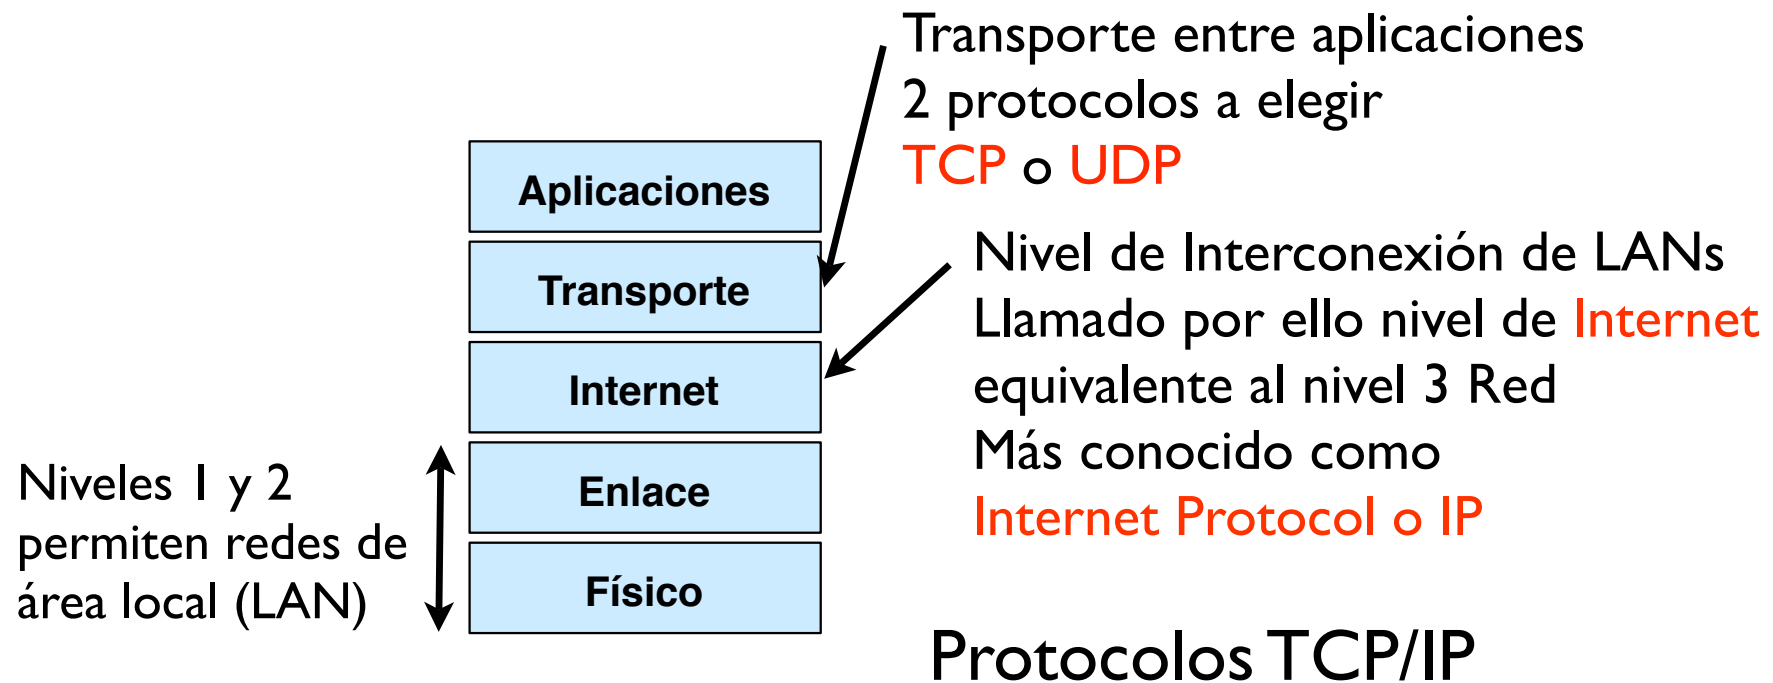 Transporte entre aplicaciones
2 protocolos a elegir
TCP o UDP
Aplicaciones
Transporte
Internet
Enlace
Físico
Nivel de Interconexión de LANs
Llamado por ello nivel de Internet
equivalente al nivel 3 Red
Más conocido como
Internet Protocol o IP
Niveles 1 y 2
permiten redes de
área local (LAN)
Protocolos TCP/IP